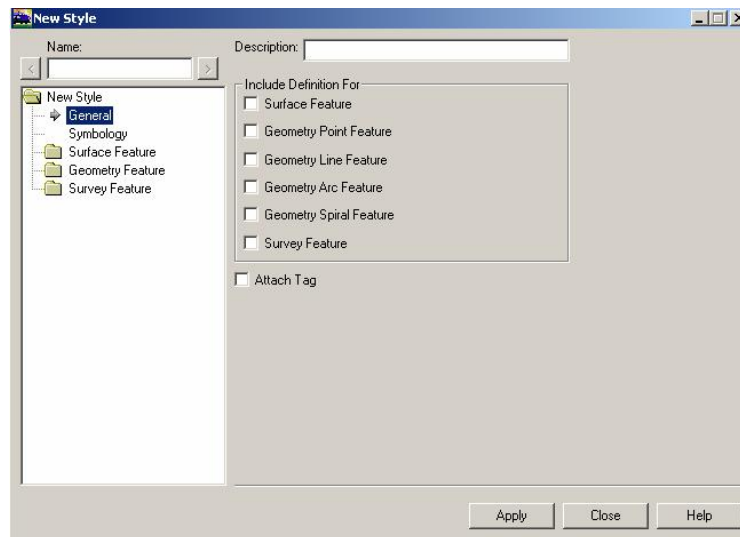 New Style
Name:
Description:
New Style
General
Symbology
Surface Feature
Geometry Feature
Survey Feature
Include Definition For
Surface Feature
Geometry Point Feature
Geometry Line Feature
Geometry Arc Feature
Geometry Spiral Feature
Survey Feature
Attach Tag
Apply
Close
Help